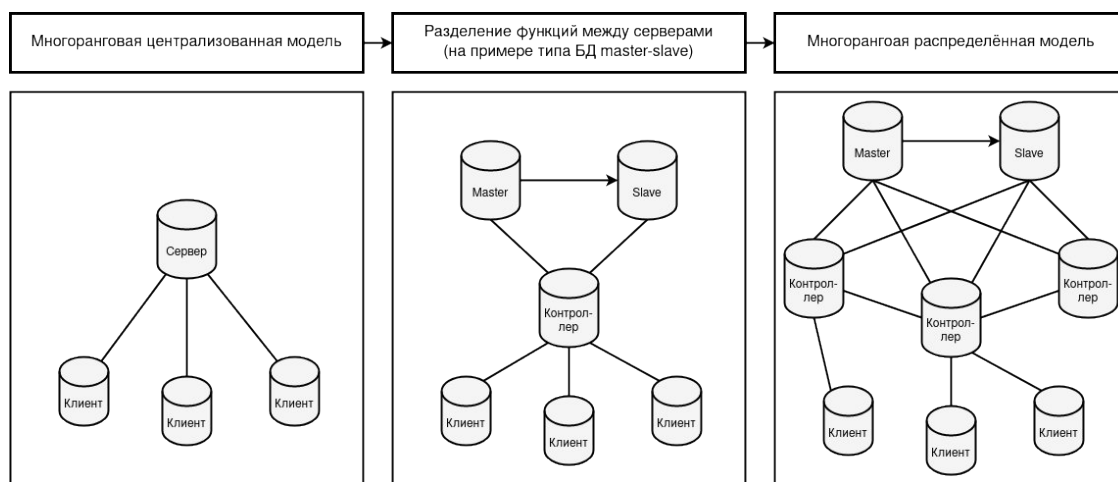 Многоранговая централизованная модель
Разделение функций между серверами
(на примере типа БД master-slave)
Многорангоая распределённая модель
Сервер
Клиент
Клиент
Клиент
Master
Slave
Контрол-
лер
Клиент
Клиент
Клиент
Master
Slave
Контрол-
лер
Контрол-
лер
Контрол-
лер
Клиент
Клиент
Клиент